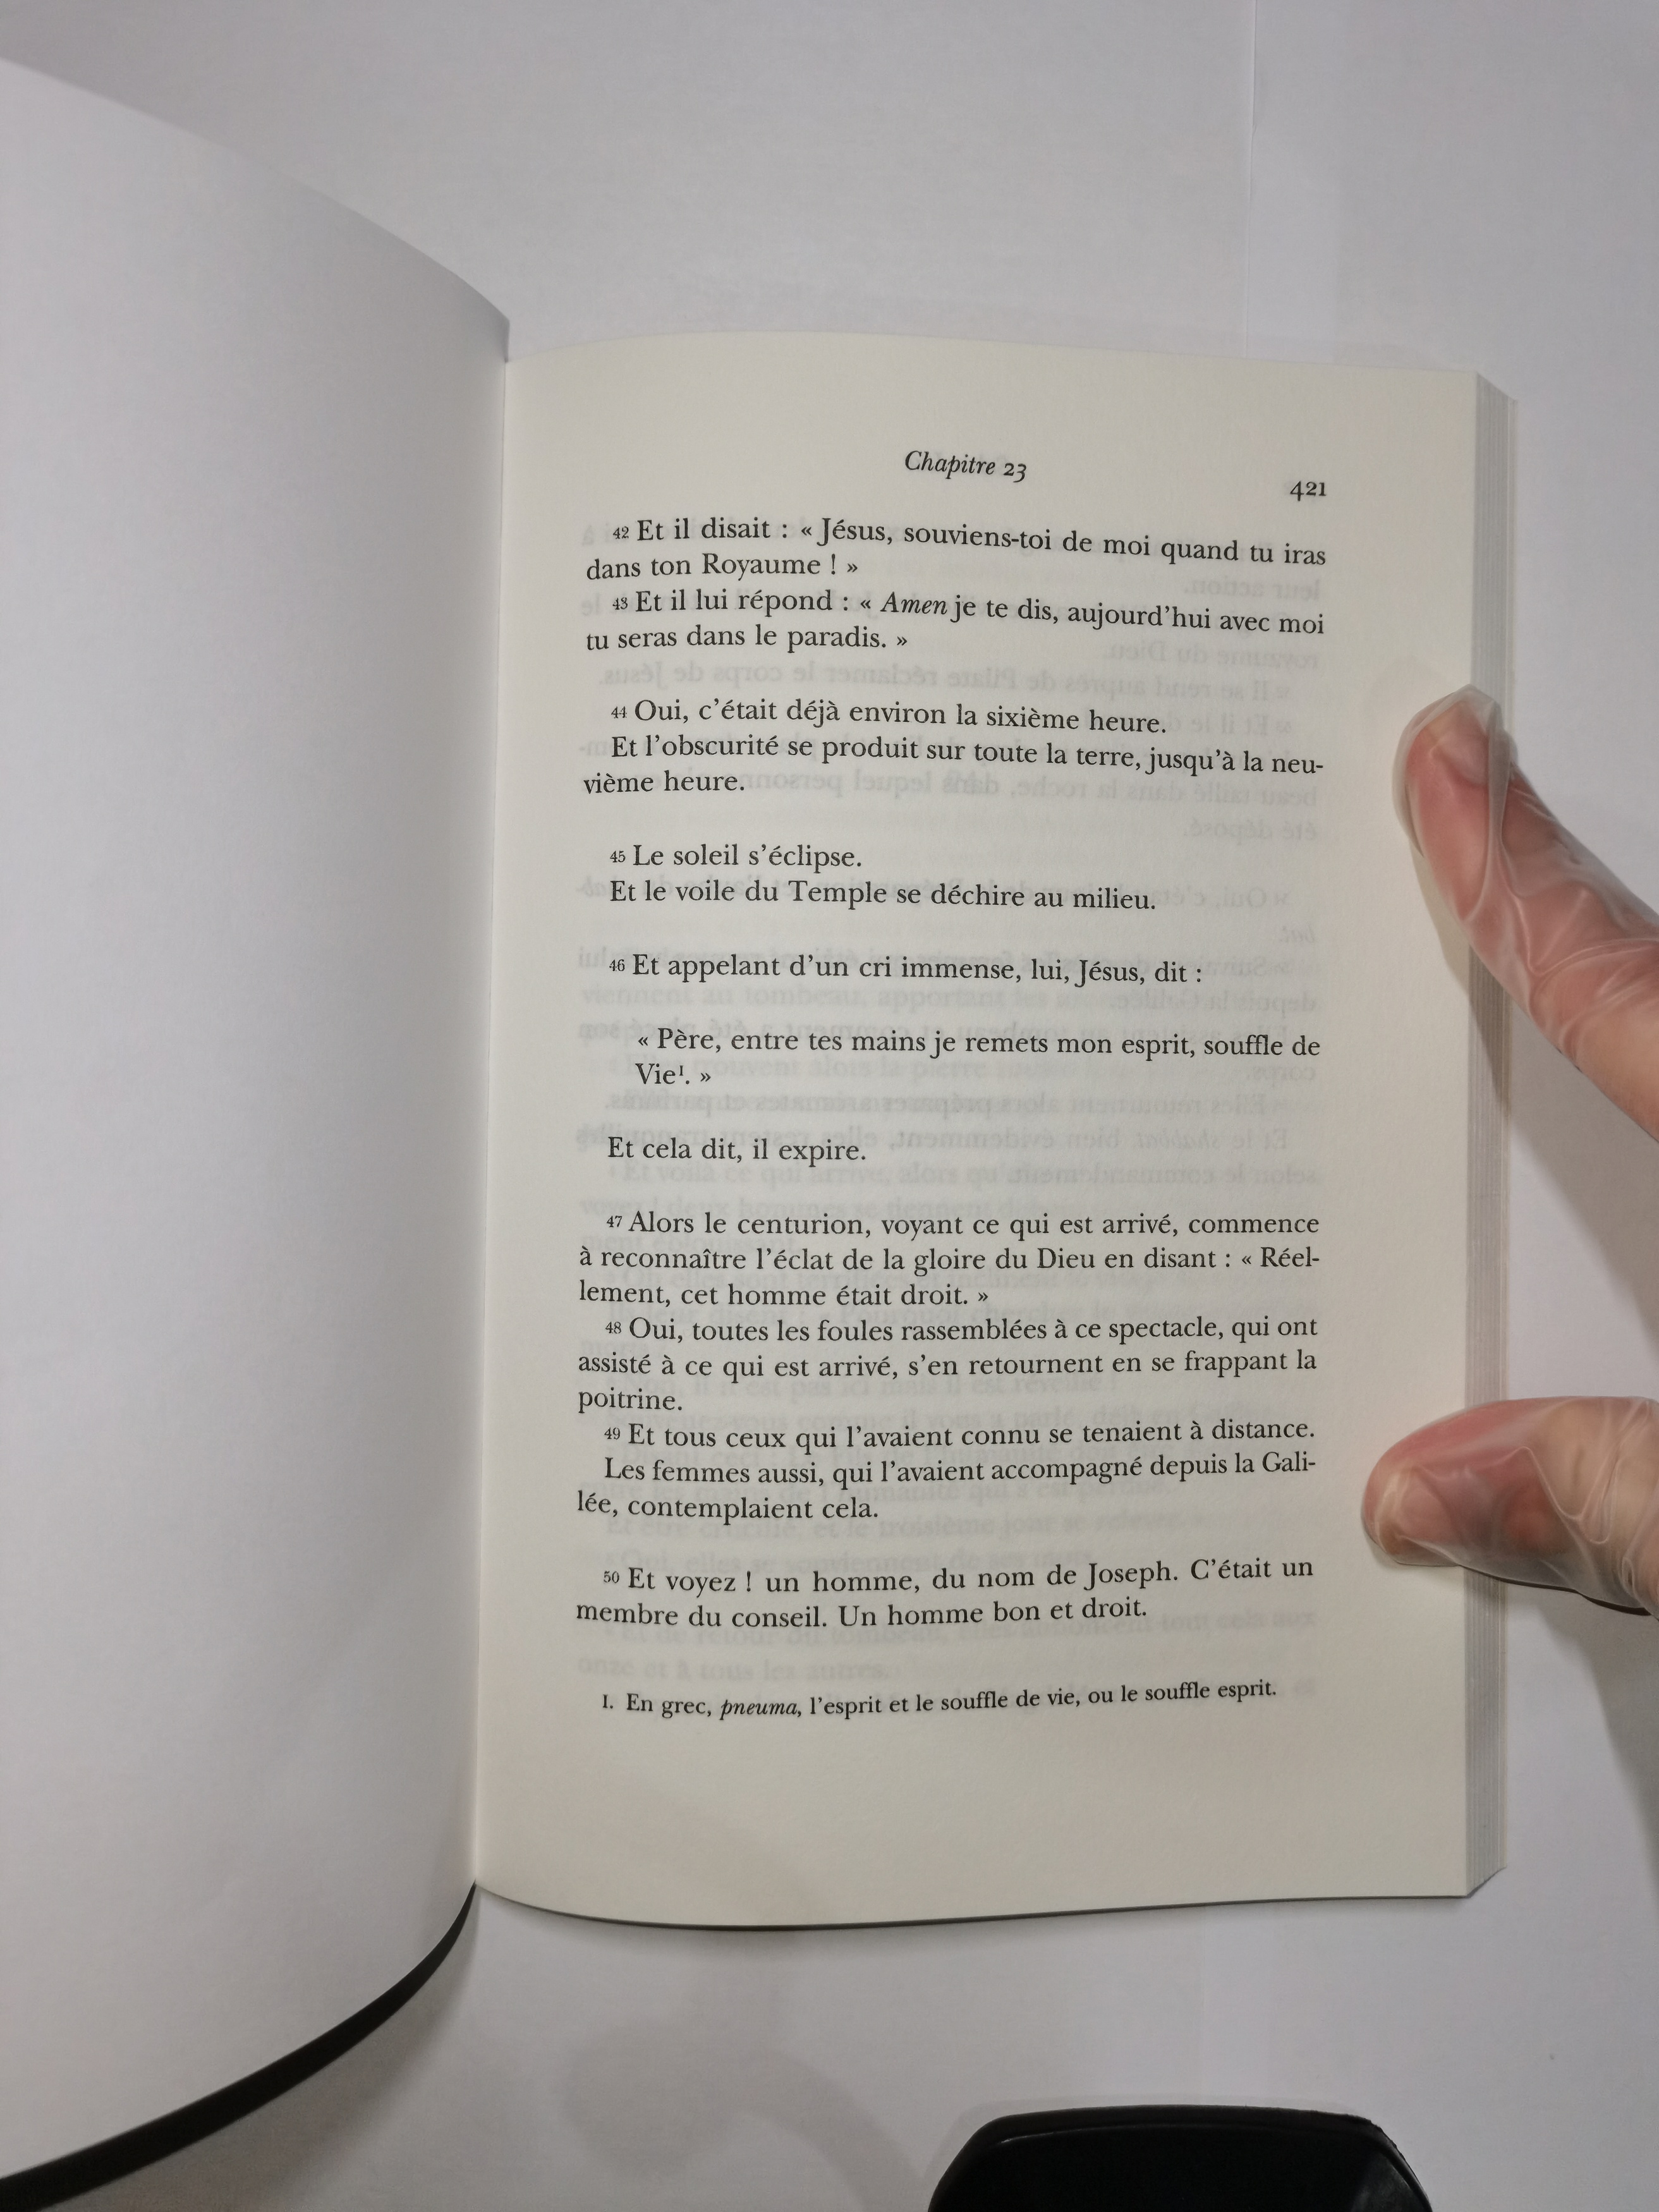 Chapitre 23
421
42 Et il disait : « Jésus, souviens-toi de moi quand tu iras
dans ton Royaume ! »
43 Et il lui répond : « Amen je te dis, aujourd’hui avec moi
tu seras dans le paradis. »
44 Oui, c’était déjà environ la sixième heure.
Et l’obscurité se produit sur toute la terre, jusqu’à la neu-
vième heure.
45 Le soleil s’éclipse.
Et le voile du Temple se déchire au milieu.
46 Et appelant d’un cri immense, lui, Jésus, dit :
« Père, entre tes mains je remets mon esprit, souffle de
Vie¹. »
Et cela dit, il expire.
47 Alors le centurion, voyant ce qui est arrivé, commence
à reconnaître l’éclat de la gloire du Dieu en disant : « Réel-
lement, cet homme était droit. »
48 Oui, toutes les foules rassemblées à ce spectacle, qui ont
assisté à ce qui est arrivé, s’en retournent en se frappant la
poitrine.
49 Et tous ceux qui l’avaient connu se tenaient à distance.
Les femmes aussi, qui l’avaient accompagné depuis la Gali-
lée, contemplaient cela.
50 Et voyez ! un homme, du nom de Joseph. C’était un
membre du conseil. Un homme bon et droit.
1. En grec, pneuma, l’esprit et le souffle de vie, ou le souffle esprit.